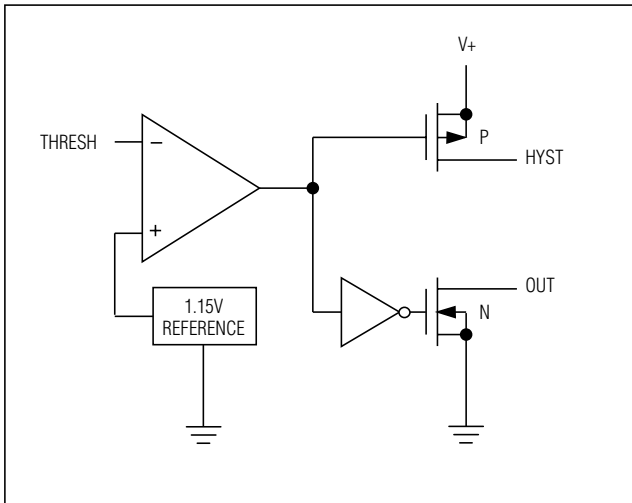 V+
THRESH
−
P
HYST
+
OUT
1.15V
REFERENCE
N